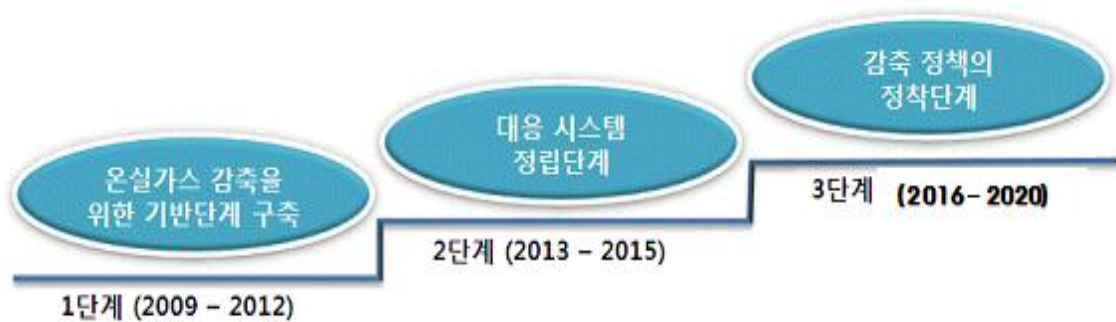 온실가스 감축을
위한 기반단계 구축
1단계 (2009 – 2012)
대응 시스템
정립단계
2단계 (2013 – 2015)
감축 정책의
정착단계
3단계 (2016– 2020)